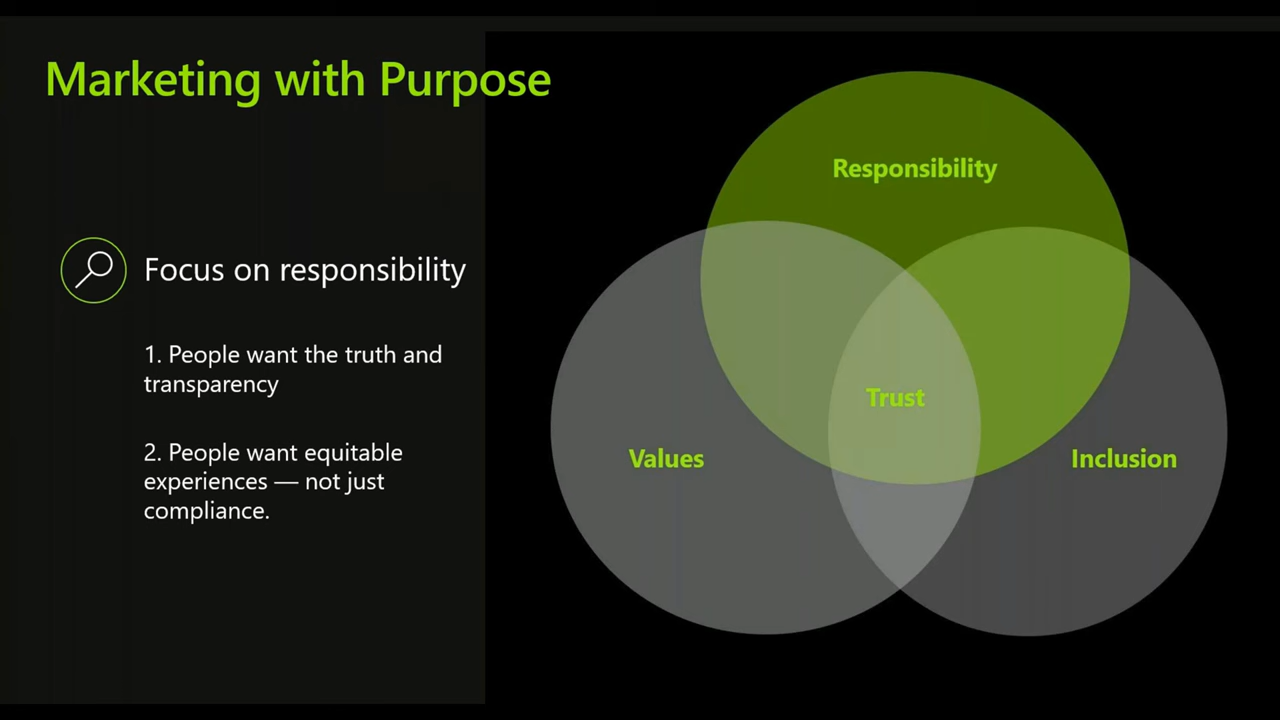 Marketing with Purpose
Focus on responsibility
1. People want the truth and
transparency
2. People want equitable
experiences — not just
compliance.
Responsibility
Trust
Values
Inclusion